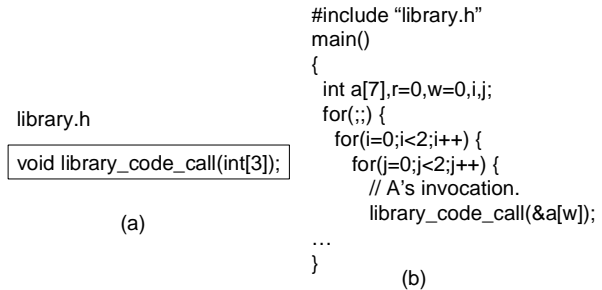 library.h
void library_code_call(int[3]);
(a)
#include “library.h”
main()
{
int a[7],r=0,w=0,i,j;
for(;;) {
for(i=0;i<2;i++) {
for(j=0;j<2;j++) {
// A's invocation.
library_code_call(&a[w]);
…
}
(b)